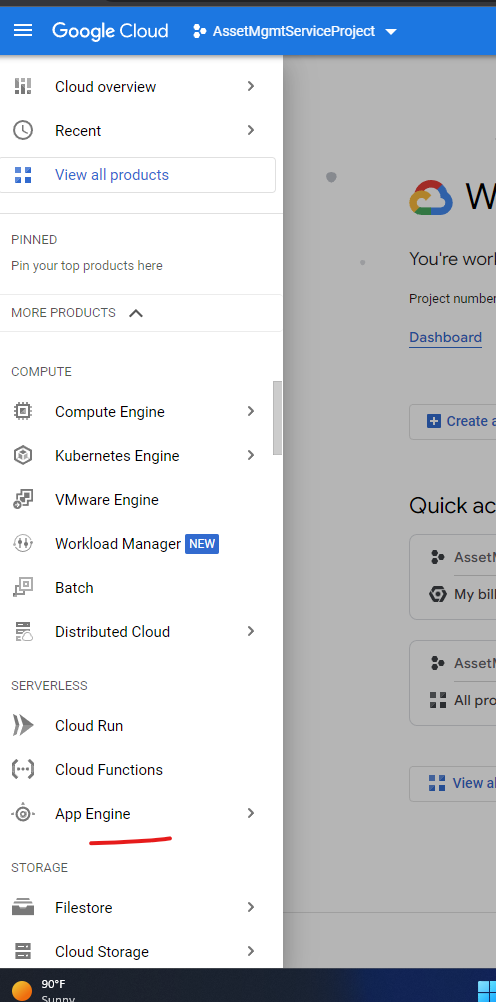 Google Cloud AssetMgmtServiceProject
Cloud overview
Recent
View all products
PINNED
Pin your top products here
MORE PRODUCTS
COMPUTE
Compute Engine
Kubernetes Engine
VMware Engine
Workload Manager NEW
Batch
Distributed Cloud
SERVERLESS
Cloud Run
Cloud Functions
App Engine
STORAGE
Filestore
Cloud Storage
W
You're wor
Project number
Dashboard
Create a
Quick ac
AssetM
My bill
AssetM
All pro
View al
90°F
Sunny